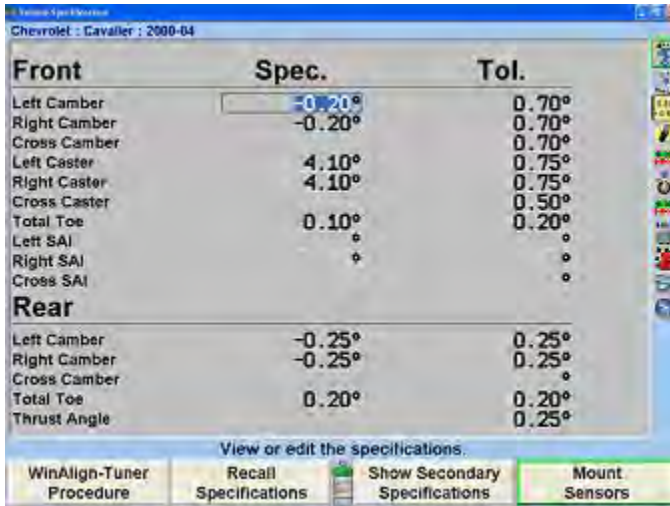 Vehicle Specifications
Chevrolet : Cavalier : 2000-04
Front Spec. Tol.
Left Camber -0.20° 0.70°
Right Camber -0.20° 0.70°
Cross Camber 0.70°
Left Caster 4.10° 0.75°
Right Caster 4.10° 0.75°
Cross Caster 0.50°
Total Toe 0.10° 0.20°
Left SAI ° °
Right SAI ° °
Cross SAI °
Rear
Left Camber -0.25° 0.25°
Right Camber -0.25° 0.25°
Cross Camber °
Total Toe 0.20° 0.20°
Thrust Angle 0.25°
View or edit the specifications.
WinAlign-Tuner Procedure
Recall Specifications
Show Secondary Specifications
Mount Sensors